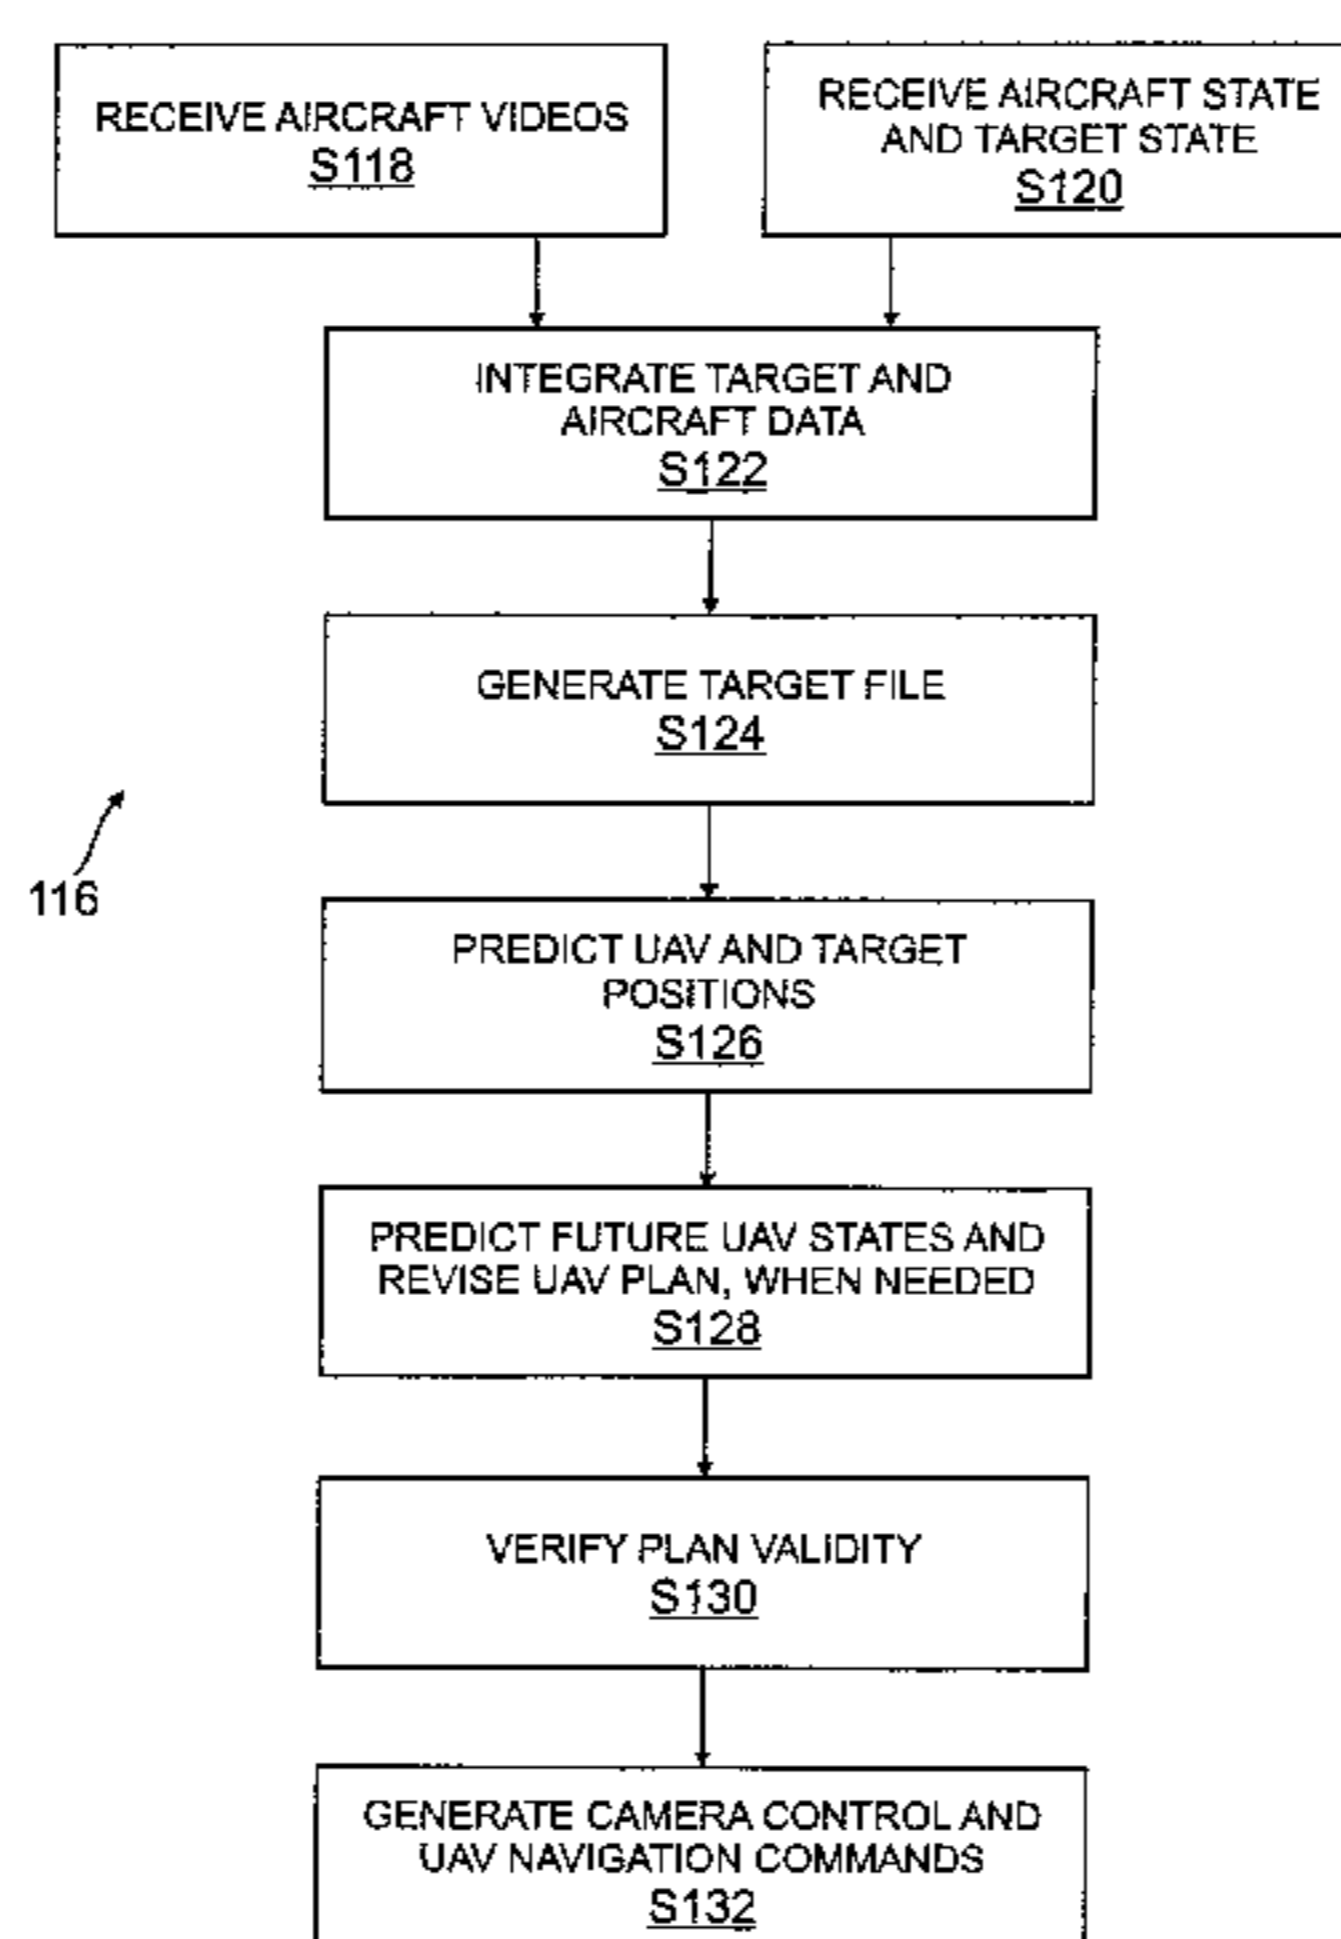 RECEIVE AIRCRAFT VIDEOS
S118
RECEIVE AIRCRAFT STATE
AND TARGET STATE
S120
INTEGRATE TARGET AND
AIRCRAFT DATA
S122
GENERATE TARGET FILE
S124
116
PREDICT UAV AND TARGET
POSITIONS
S126
PREDICT FUTURE UAV STATES AND
REVISE UAV PLAN, WHEN NEEDED
S128
VERIFY PLAN VALIDITY
S130
GENERATE CAMERA CONTROL AND
UAV NAVIGATION COMMANDS
S132